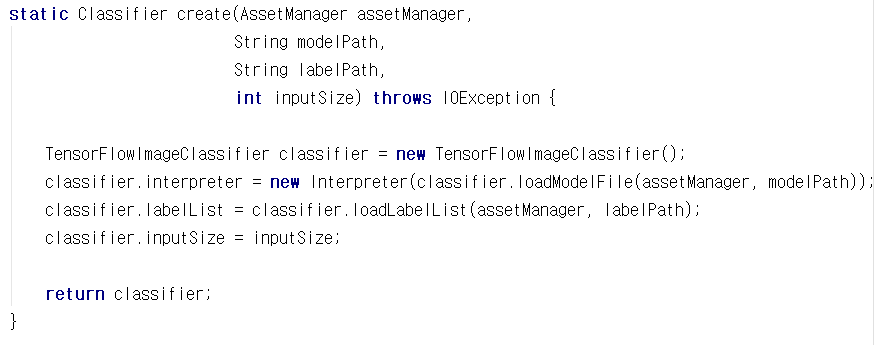 static Classifier create(AssetManager assetManager,
String modelPath,
String labelPath,
int inputSize) throws IOException {
TensorFlowImageClassifier classifier = new TensorFlowImageClassifier();
classifier.interpreter = new Interpreter(classifier.loadModelFile(assetManager, modelPath));
classifier.labelList = classifier.loadLabelList(assetManager, labelPath);
classifier.inputSize = inputSize;
return classifier;
}